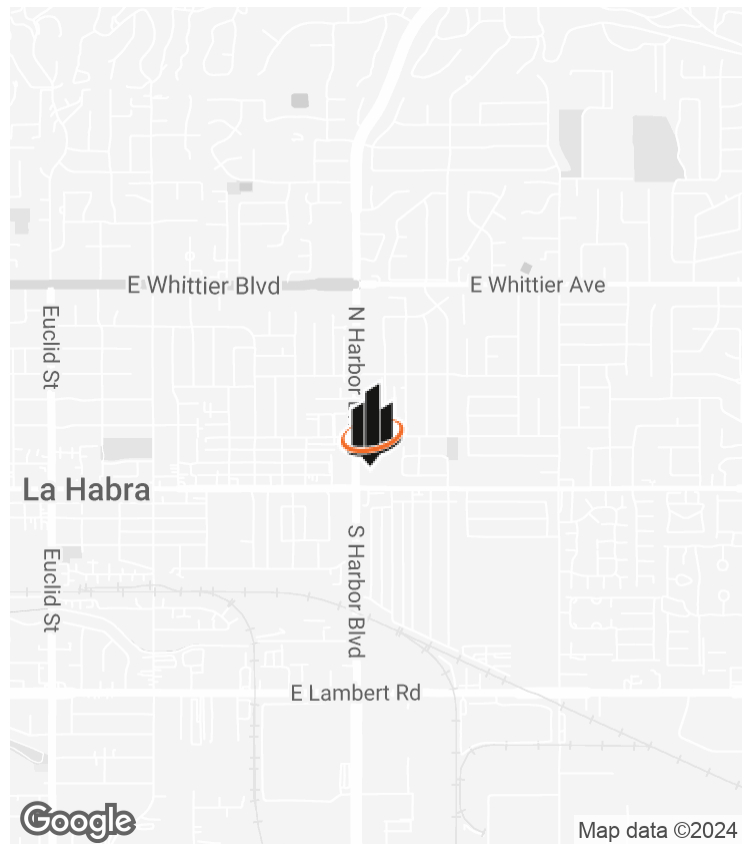 E Whittier Blvd
E Whittier Ave
Euclid St
N Harbor
La Habra
Euclid St
S Harbor Blvd
E Lambert Rd
Google
Map data ©2024